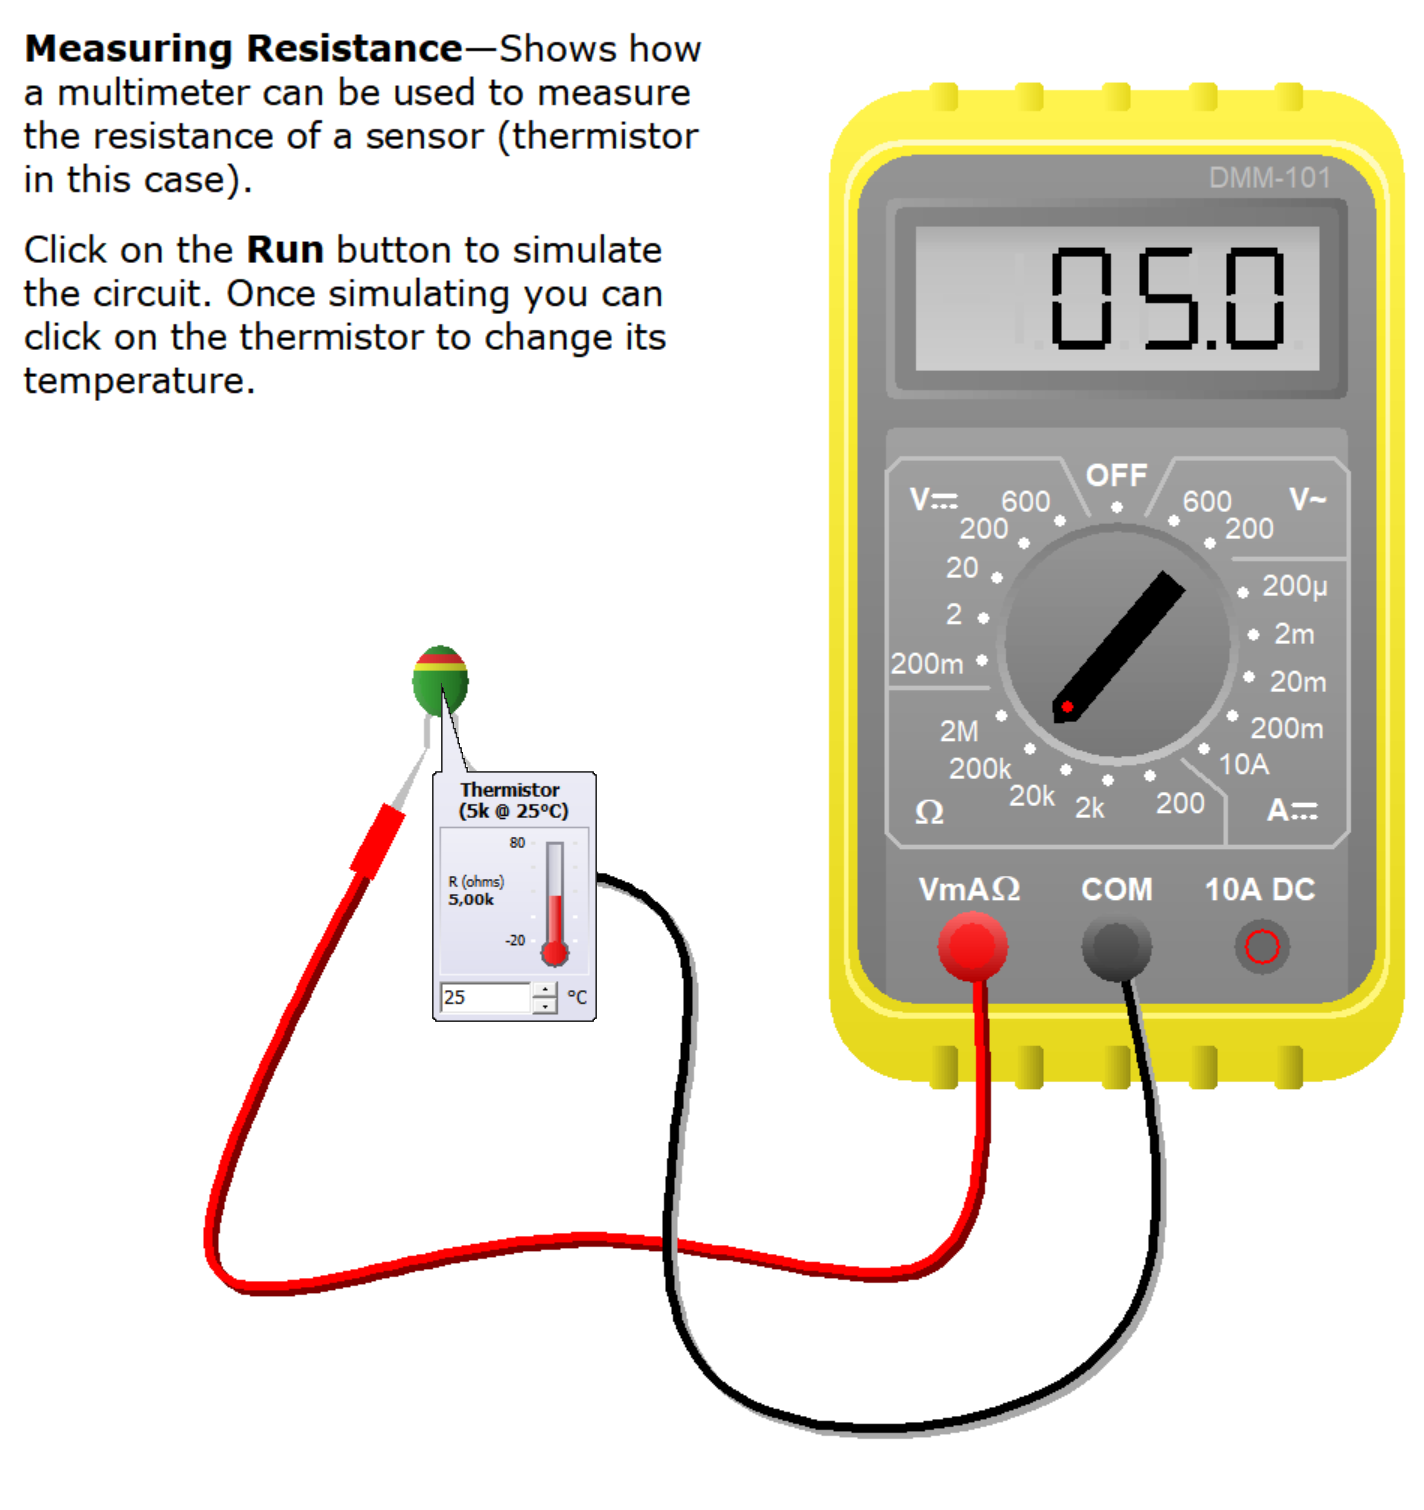 Measuring Resistance—Shows how
a multimeter can be used to measure
the resistance of a sensor (thermistor
in this case).
Click on the Run button to simulate
the circuit. Once simulating you can
click on the thermistor to change its
temperature.
DMM-101
05.0
OFF
V⎓
600
200
20
2
200m
600
V~
200
200µ
2m
20m
200m
10A
A⎓
2M
200k
20k
2k
200
Ω
VmAΩ
COM
10A DC
Thermistor
(5k @ 25°C)
80
R (ohms)
5,00k
-20
25 °C